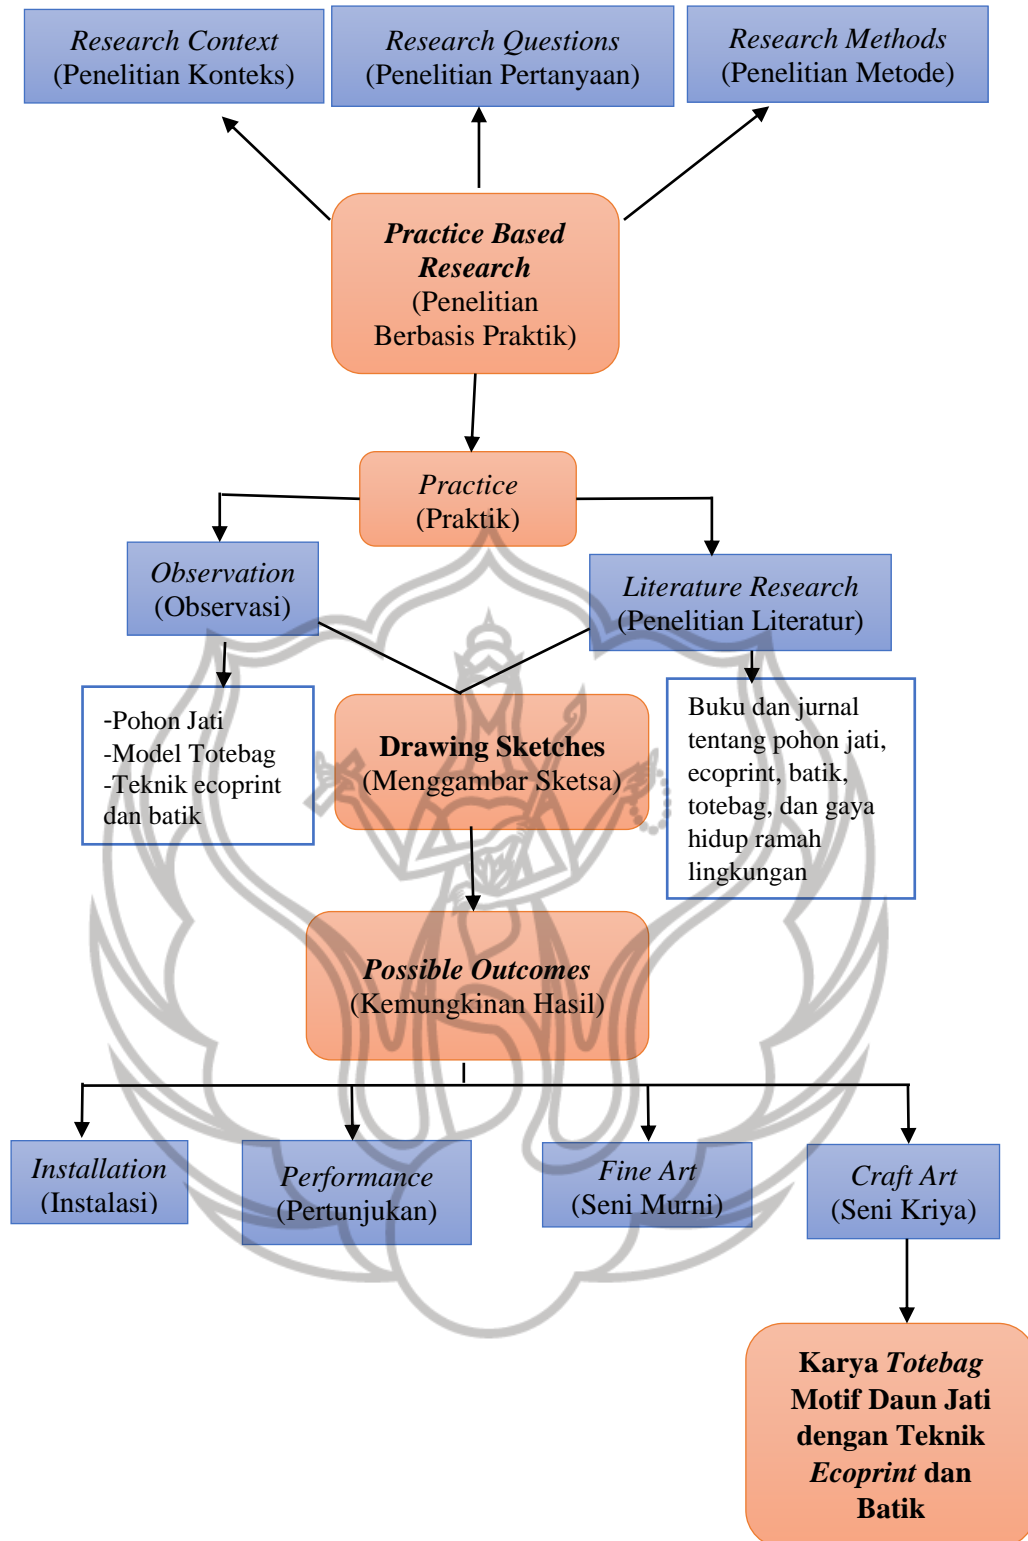 Research Context
(Penelitian Konteks)
Research Questions
(Penelitian Pertanyaan)
Research Methods
(Penelitian Metode)
Practice Based
Research
(Penelitian
Berbasis Praktik)
Practice
(Praktik)
Observation
(Observasi)
Literature Research
(Penelitian Literatur)
-Pohon Jati
-Model Totebag
-Teknik ecoprint
dan batik
Drawing Sketches
(Menggambar Sketsa)
Buku dan jurnal
tentang pohon jati,
ecoprint, batik,
totebag, dan gaya
hidup ramah
lingkungan
Possible Outcomes
(Kemungkinan Hasil)
Installation
(Instalasi)
Performance
(Pertunjukan)
Fine Art
(Seni Murni)
Craft Art
(Seni Kriya)
Karya Totebag
Motif Daun Jati
dengan Teknik
Ecoprint dan
Batik